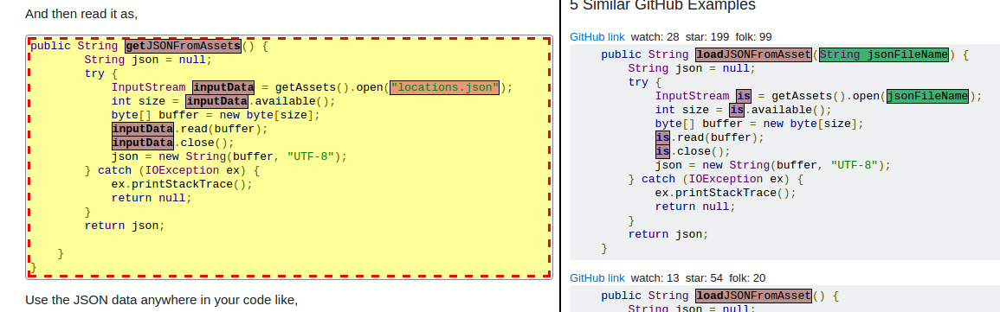 And then read it as,
public String getJSONFromAssets() {
String json = null;
try {
InputStream inputData = getAssets().open("locations.json");
int size = inputData.available();
byte[] buffer = new byte[size];
inputData.read(buffer);
inputData.close();
json = new String(buffer, "UTF-8");
} catch (IOException ex) {
ex.printStackTrace();
return null;
}
return json;
}
}
Use the JSON data anywhere in your code like,
5 Similar GitHub Examples
GitHub link watch: 28 star: 199 folk: 99
public String loadJSONFromAsset(String jsonFileName) {
String json = null;
try {
InputStream is = getAssets().open(jsonFileName);
int size = is.available();
byte[] buffer = new byte[size];
is.read(buffer);
is.close();
json = new String(buffer, "UTF-8");
} catch (IOException ex) {
ex.printStackTrace();
return null;
}
return json;
}
GitHub link watch: 13 star: 54 folk: 20
public String loadJSONFromAsset() {
String json = null;